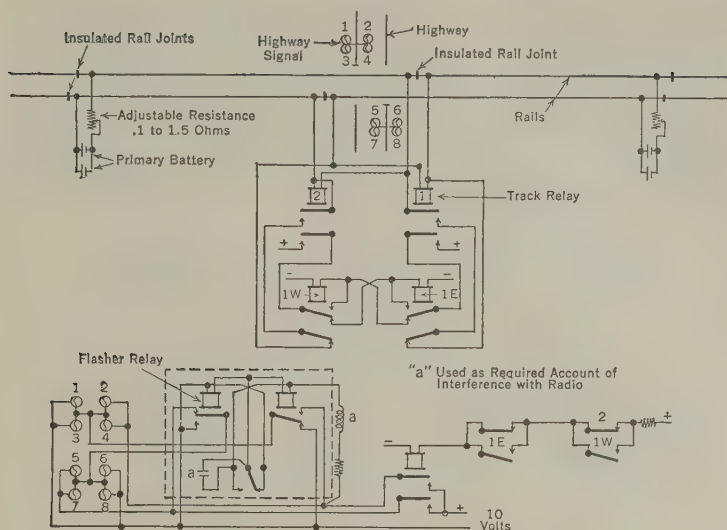 1 2
Highway
Signal
3 4
Highway
Insulated Rail Joints
Insulated Rail Joint
Adjustable Resistance
.1 to 1.5 Ohms
Primary Battery
5 6
7 8
Rails
2
1
Track Relay
+
+
-
-
1W
1E
Flasher Relay
"a" Used as Required Account of
Interference with Radio
1 2
3 4
a
a
5 6
7 8
-
1E
2
1W
+
+
10
Volts